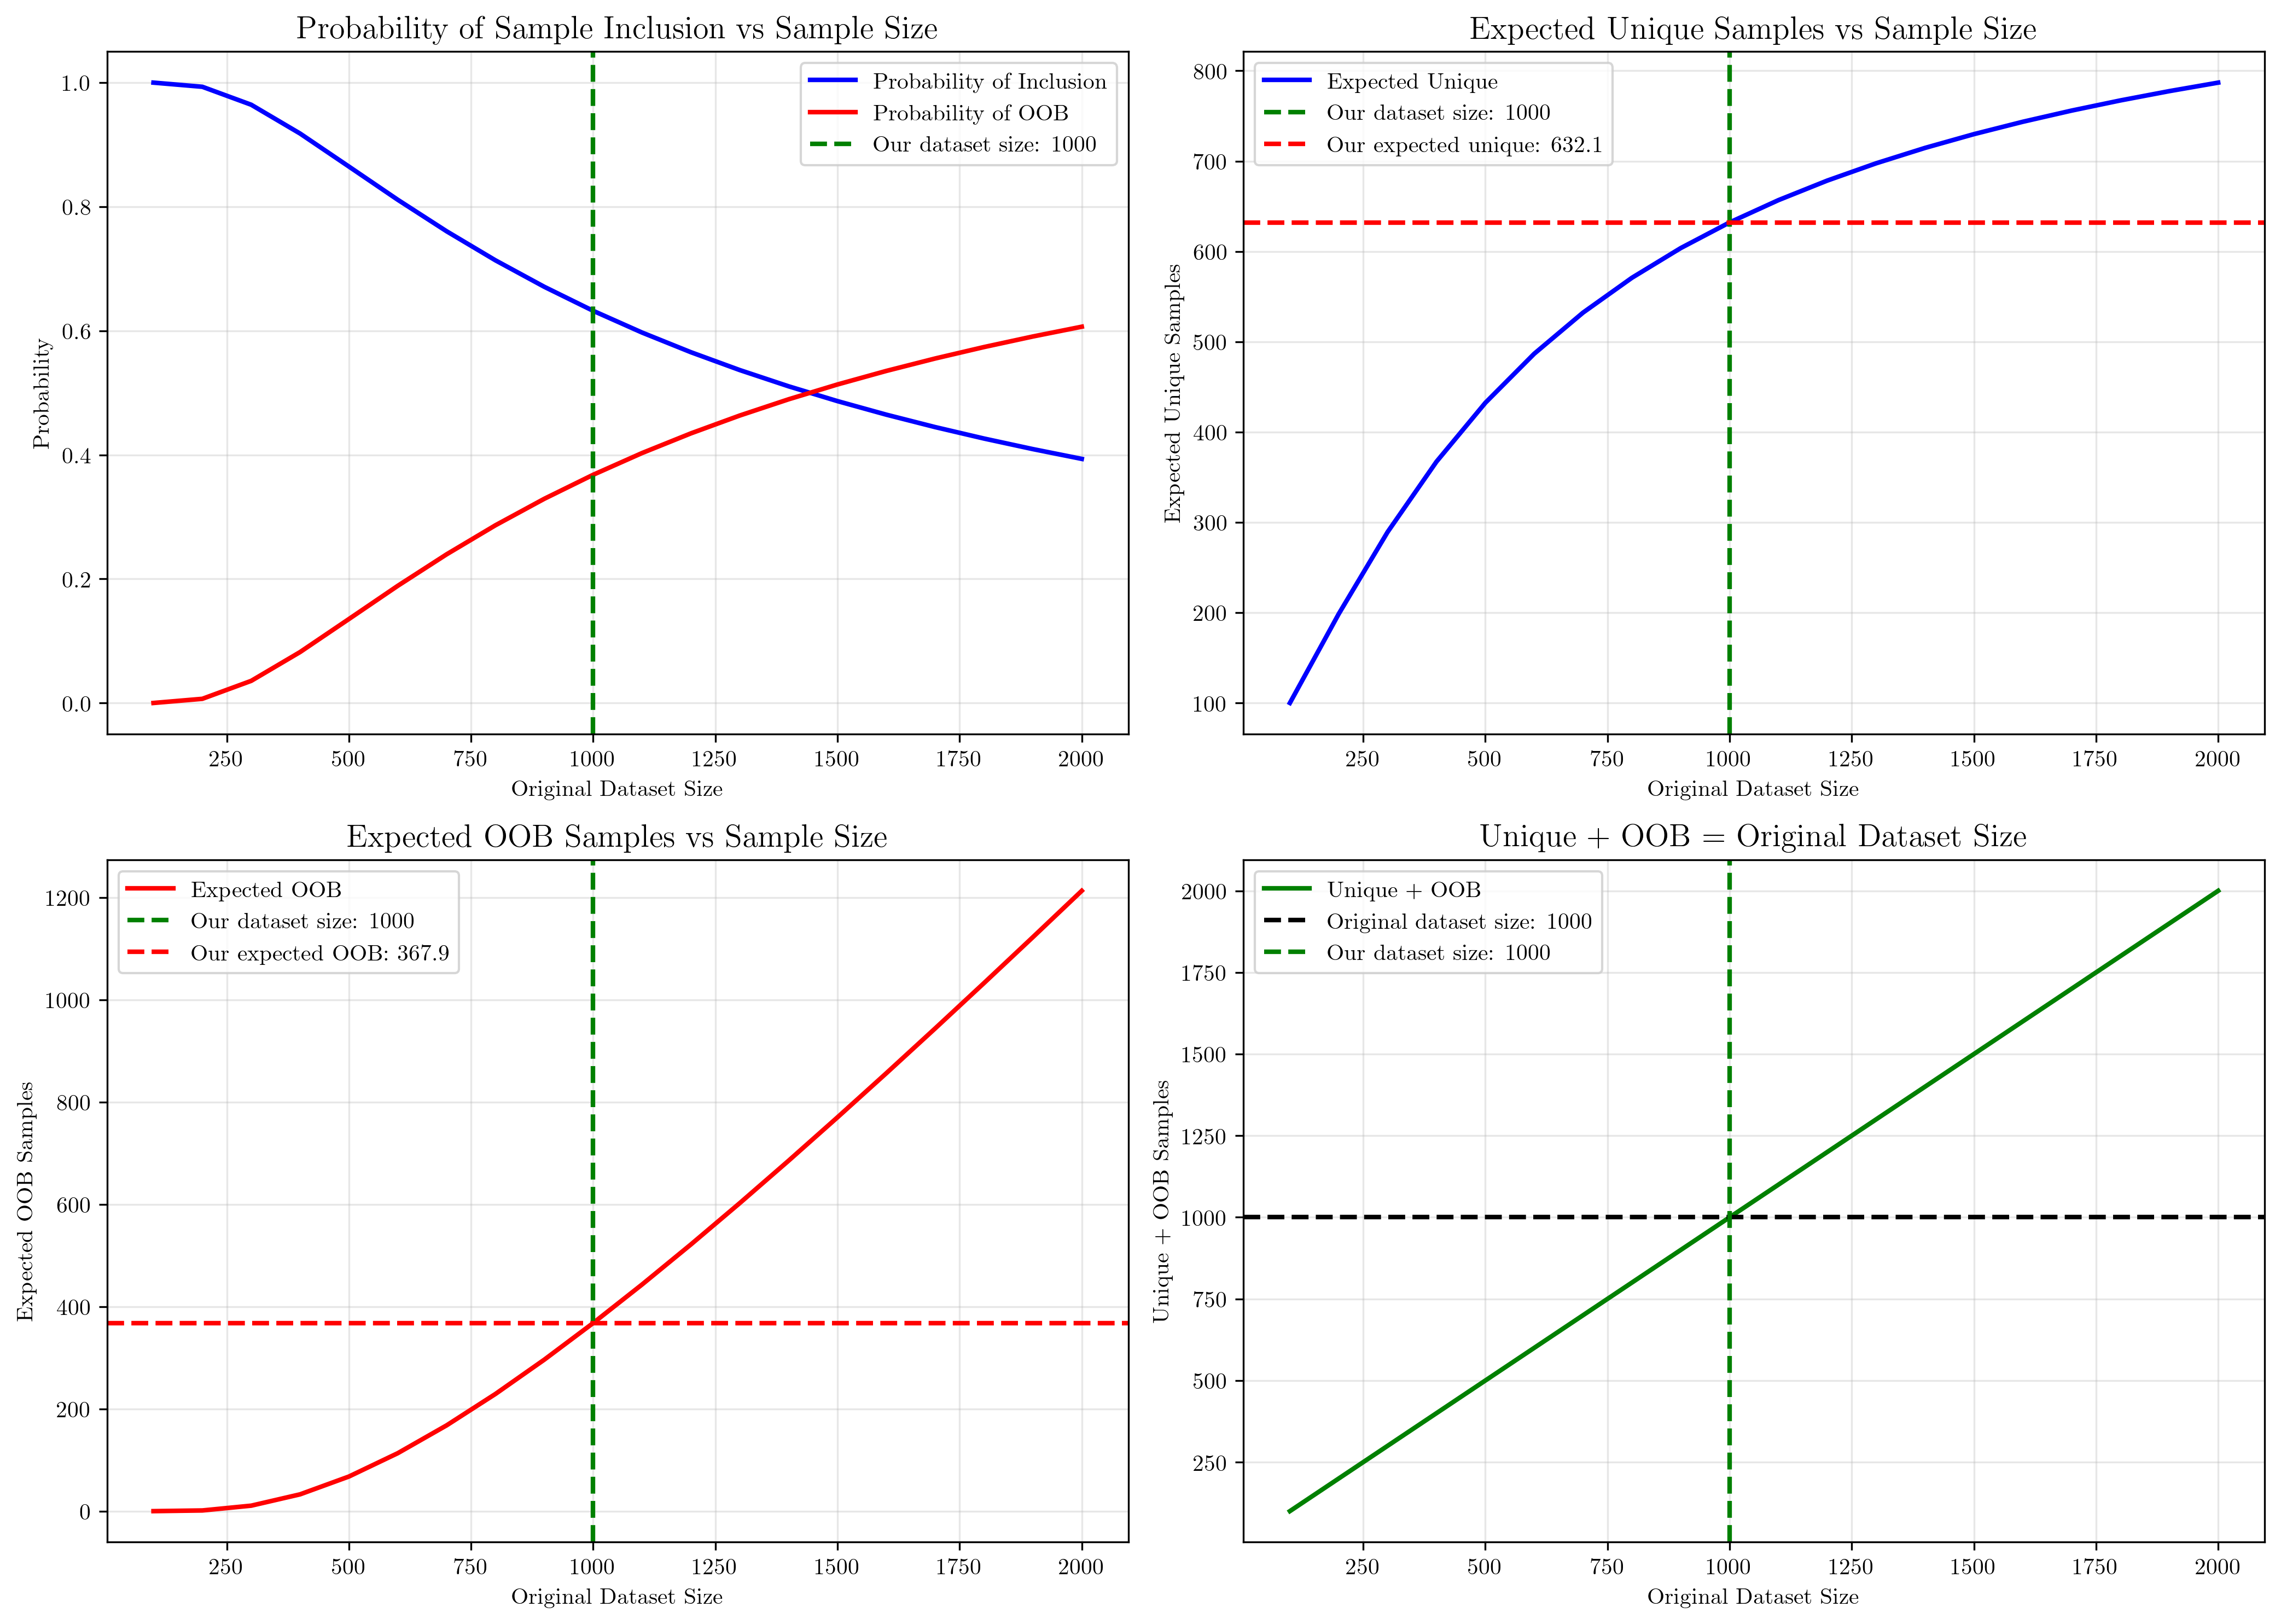 Probability of Sample Inclusion vs Sample Size
Probability
1.0
0.8
0.6
0.4
0.2
0.0
Probability of Inclusion
Probability of OOB
Our dataset size: 1000
250 500 750 1000 1250 1500 1750 2000
Original Dataset Size
Expected Unique Samples vs Sample Size
Expected Unique Samples
800
700
600
500
400
300
200
100
Expected Unique
Our dataset size: 1000
Our expected unique: 632.1
250 500 750 1000 1250 1500 1750 2000
Original Dataset Size
Expected OOB Samples vs Sample Size
Expected OOB Samples
1200
1000
800
600
400
200
0
Expected OOB
Our dataset size: 1000
Our expected OOB: 367.9
250 500 750 1000 1250 1500 1750 2000
Original Dataset Size
Unique + OOB = Original Dataset Size
Unique + OOB Samples
2000
1750
1500
1250
1000
750
500
250
Unique + OOB
Original dataset size: 1000
Our dataset size: 1000
250 500 750 1000 1250 1500 1750 2000
Original Dataset Size